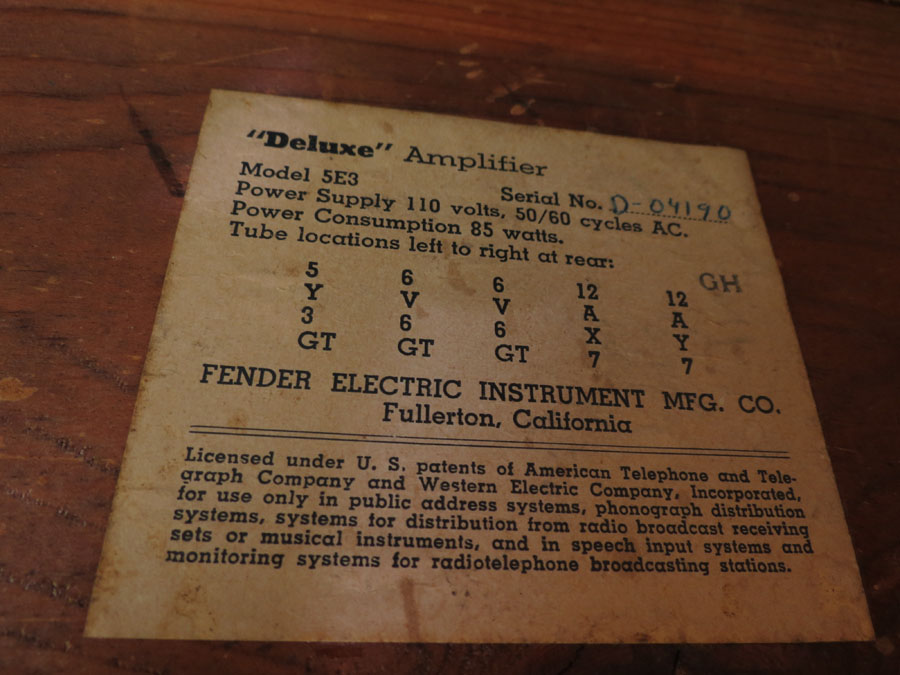 "Deluxe" Amplifier
Model 5E3 Serial No. D-04190
Power Supply 110 volts, 50/60 cycles AC.
Power Consumption 85 watts.
Tube locations left to right at rear:
GH
5 6 6 12 12
Y V V A A
3 6 6 X Y
GT GT GT 7 7
FENDER ELECTRIC INSTRUMENT MFG. CO.
Fullerton, California
Licensed under U. S. patents of American Telephone and Tele-
graph Company and Western Electric Company, Incorporated,
for use only in public address systems, phonograph distribution
systems, systems for distribution from radio broadcast receiving
sets or musical instruments, and in speech input systems and
monitoring systems for radiotelephone broadcasting stations.